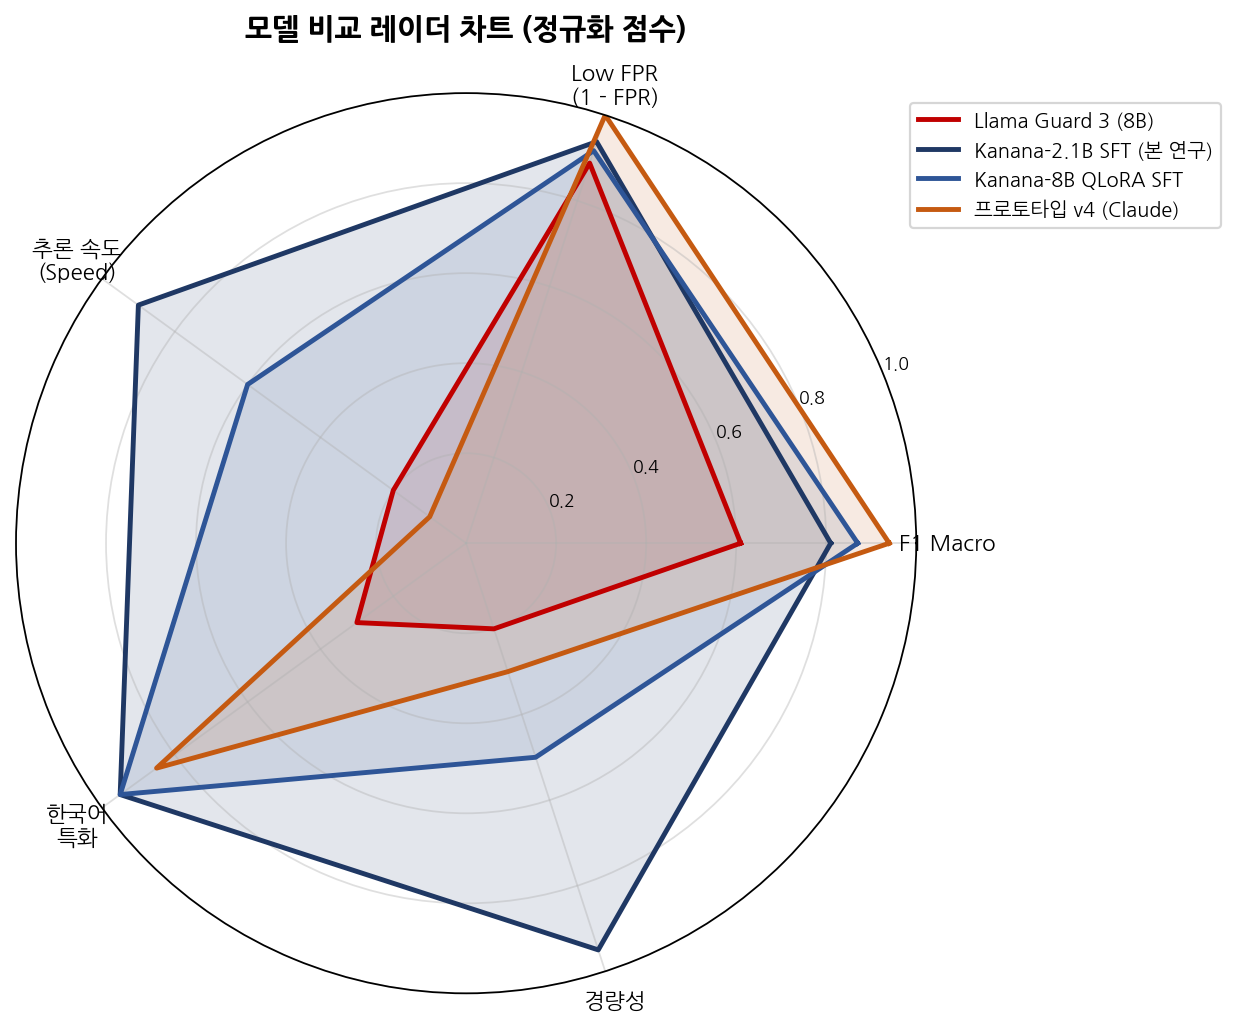 모델 비교 레이더 차트 (정규화 점수)
Low FPR
(1 - FPR)
Llama Guard 3 (8B)
Kanana-2.1B SFT (본 연구)
Kanana-8B QLoRA SFT
프로토타입 v4 (Claude)
추론 속도
(Speed)
1.0
0.8
0.6
0.4
0.2
F1 Macro
한국어
특화
경량성